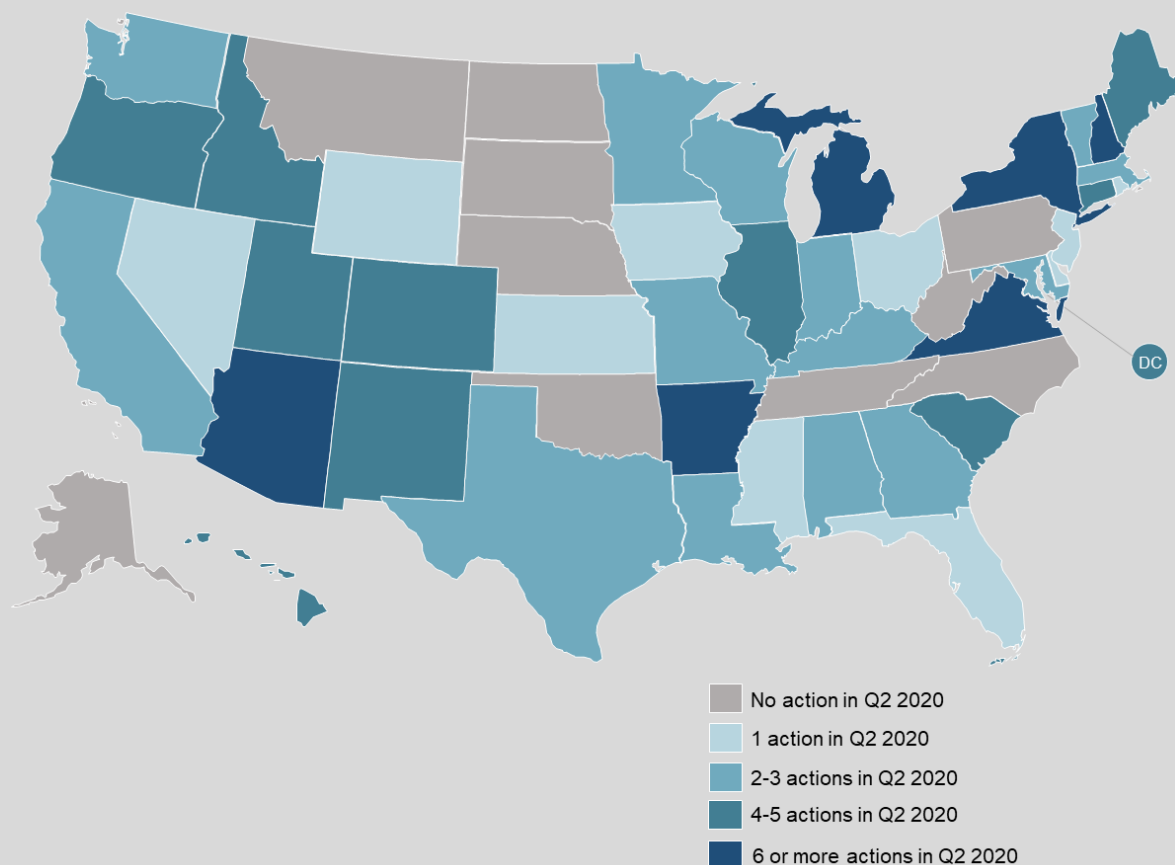 DC
No action in Q2 2020
1 action in Q2 2020
2-3 actions in Q2 2020
4-5 actions in Q2 2020
6 or more actions in Q2 2020